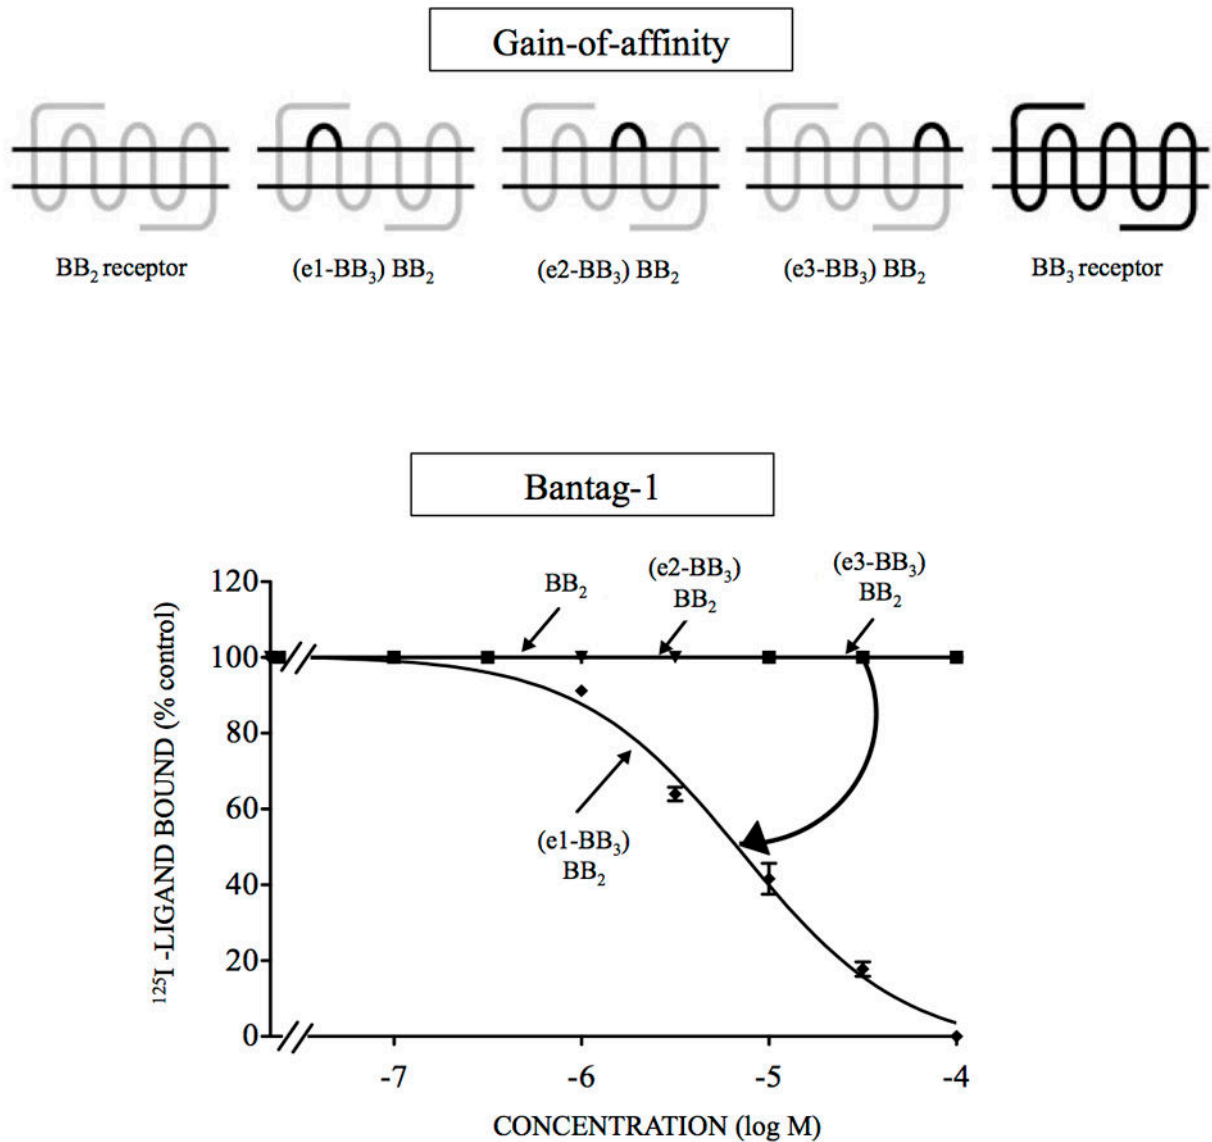 Gain-of-affinity
BB₂ receptor
(e1-BB₃) BB₂
(e2-BB₃) BB₂
(e3-BB₃) BB₂
BB₃ receptor
Bantag-1
¹²⁵I -LIGAND BOUND (% control)
120
100
80
60
40
20
0
BB₂
(e2-BB₃)
BB₂
(e3-BB₃)
BB₂
(e1-BB₃)
BB₂
-7
-6
-5
-4
CONCENTRATION (log M)